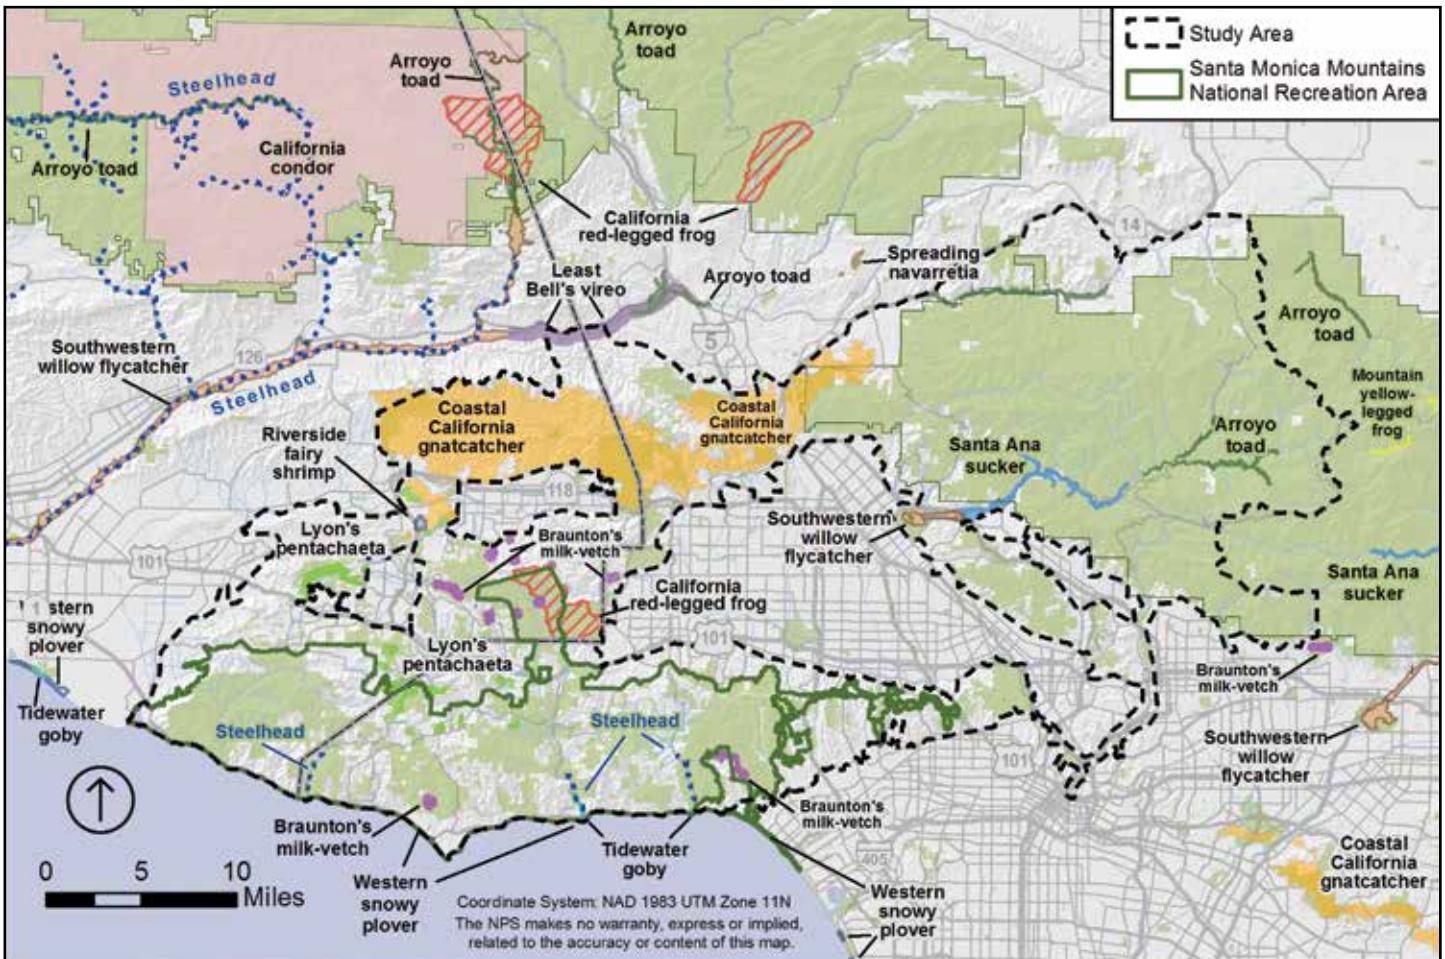 Study Area
Santa Monica Mountains
National Recreation Area
Arroyo
toad
Arroyo
toad
Steelhead
Arroyo toad
California
condor
California
red-legged frog
14
Spreading
navarretia
Least
Bell's vireo
Arroyo toad
5
Arroyo
toad
Southwestern
willow flycatcher
126
Steelhead
Mountain
yellow-
legged
frog
Coastal
California
gnatcatcher
Coastal
California
gnatcatcher
Arroyo
toad
Riverside
fairy
shrimp
Santa Ana
sucker
118
Lyon's
pentachaeta
Braunton's
milk-vetch
Southwestern
willow
flycatcher
101
Santa Ana
sucker
California
red-legged frog
1
stern
snowy
plover
101
Lyon's
pentachaeta
Braunton's
milk-vetch
Tidewater
goby
Steelhead
Steelhead
Southwestern
willow
flycatcher
101
Braunton's
milk-vetch
Braunton's
milk-vetch
Tidewater
goby
405
Coastal
California
gnatcatcher
0 5 10
Miles
Western
snowy
plover
Western
snowy
plover
Coordinate System: NAD 1983 UTM Zone 11N
The NPS makes no warranty, express or implied,
related to the accuracy or content of this map.